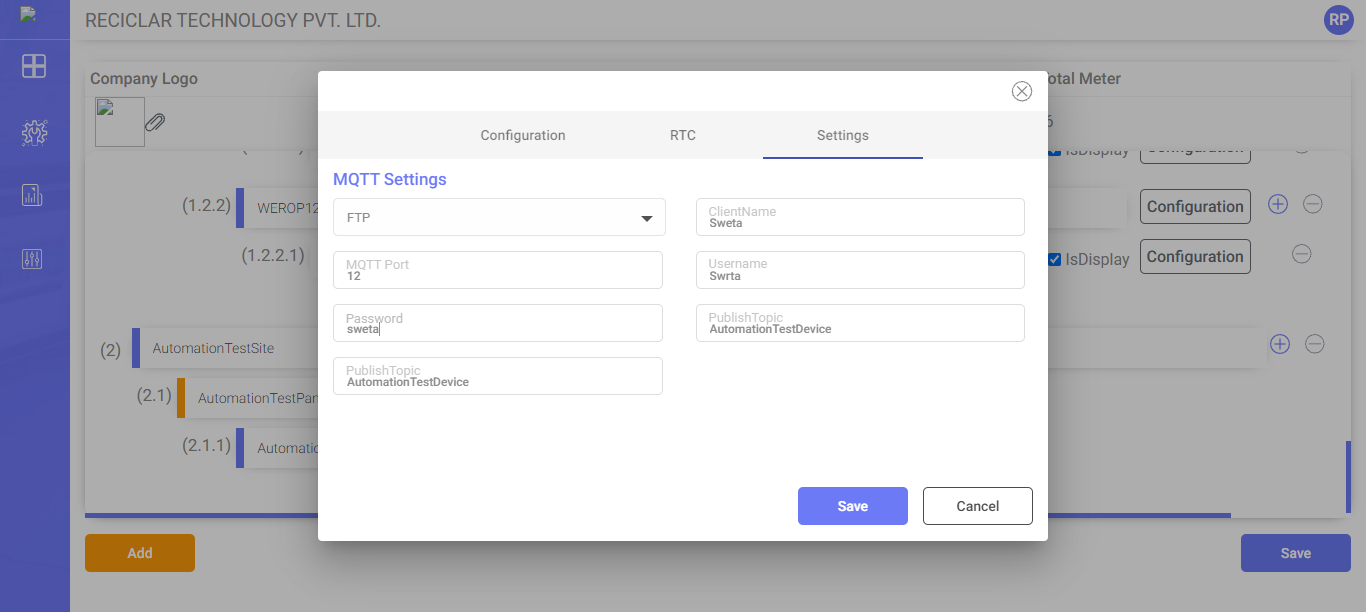 RECICLAR TECHNOLOGY PVT. LTD.
RP
Company Logo
otal Meter
6
IsDisplay
Configuration
(1.2.2)
WEROP12
Configuration
(1.2.2.1)
IsDisplay
Configuration
(2)
AutomationTestSite
(2.1)
AutomationTestPan
(2.1.1)
Automatic
Configuration
RTC
Settings
MQTT Settings
FTP
ClientName
Sweta
MQTT Port
12
Username
Swrta
Password
sweta
PublishTopic
AutomationTestDevice
PublishTopic
AutomationTestDevice
Save
Cancel
Add
Save